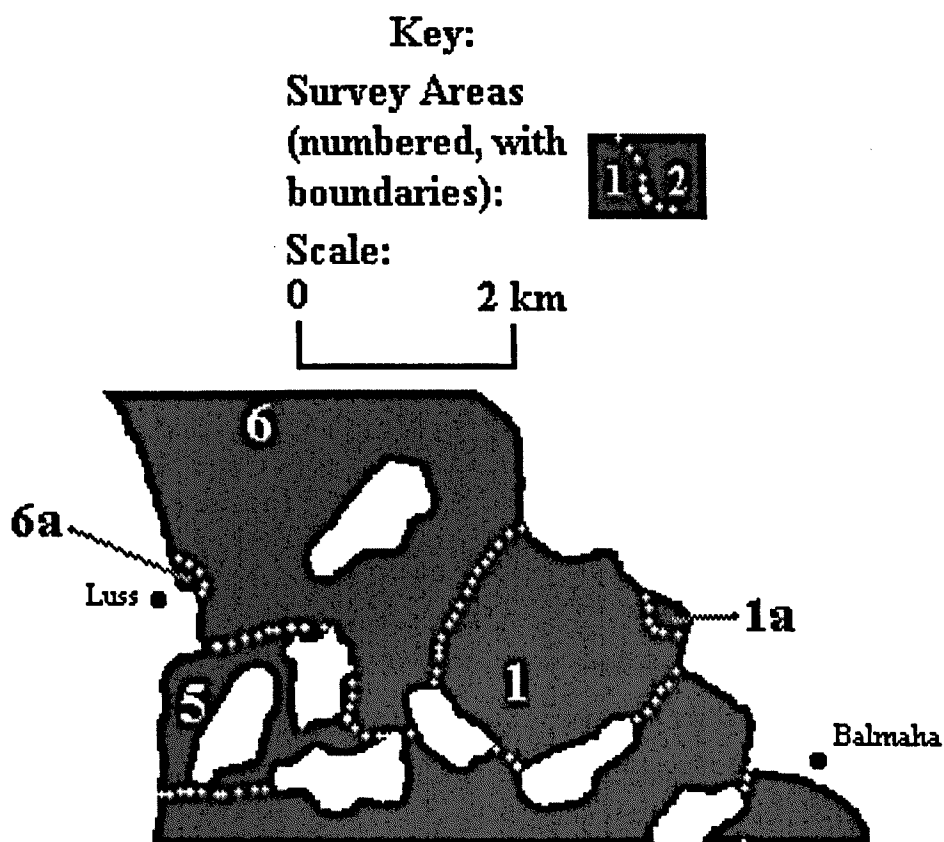 Key:
Survey Areas
(numbered, with
boundaries):
1 2
Scale:
0 2 km
6
6a
Luss
1a
5
1
Balmaha